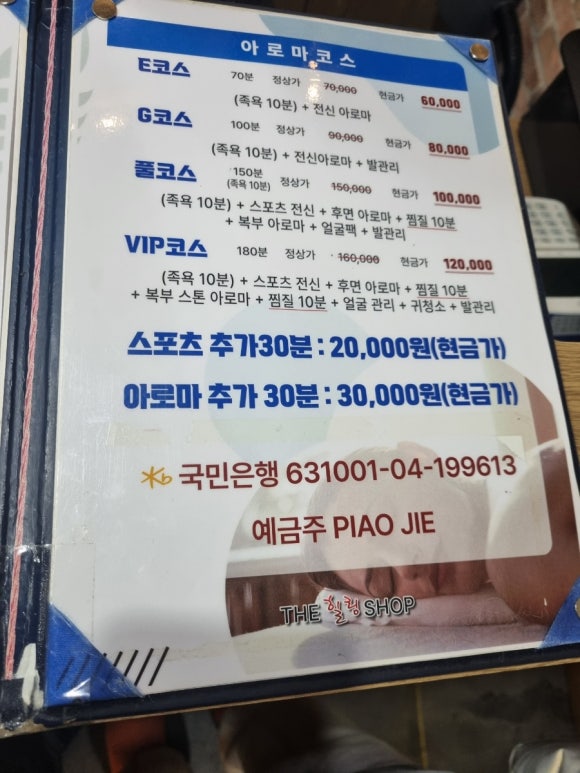 아로마코스
E코스 70분 정상가 70,000 현금가 60,000
(족욕 10분) + 전신 아로마
G코스 100분 정상가 90,000 현금가 80,000
(족욕 10분) + 전신아로마 + 발관리
풀코스 150분 (족욕 10분) 정상가 150,000 현금가 100,000
(족욕 10분) + 스포츠 전신 + 후면 아로마 + 찜질 10분
+ 복부 아로마 + 얼굴팩 + 발관리
VIP코스 180분 정상가 160,000 현금가 120,000
(족욕 10분) + 스포츠 전신 + 후면 아로마 + 찜질 10분
+ 복부 스톤 아로마 + 찜질 10분 + 얼굴 관리 + 귀청소 + 발관리
스포츠 추가30분 : 20,000원(현금가)
아로마 추가 30분 : 30,000원(현금가)
국민은행 631001-04-199613
예금주 PIAO JIE
THE 힐링 SHOP